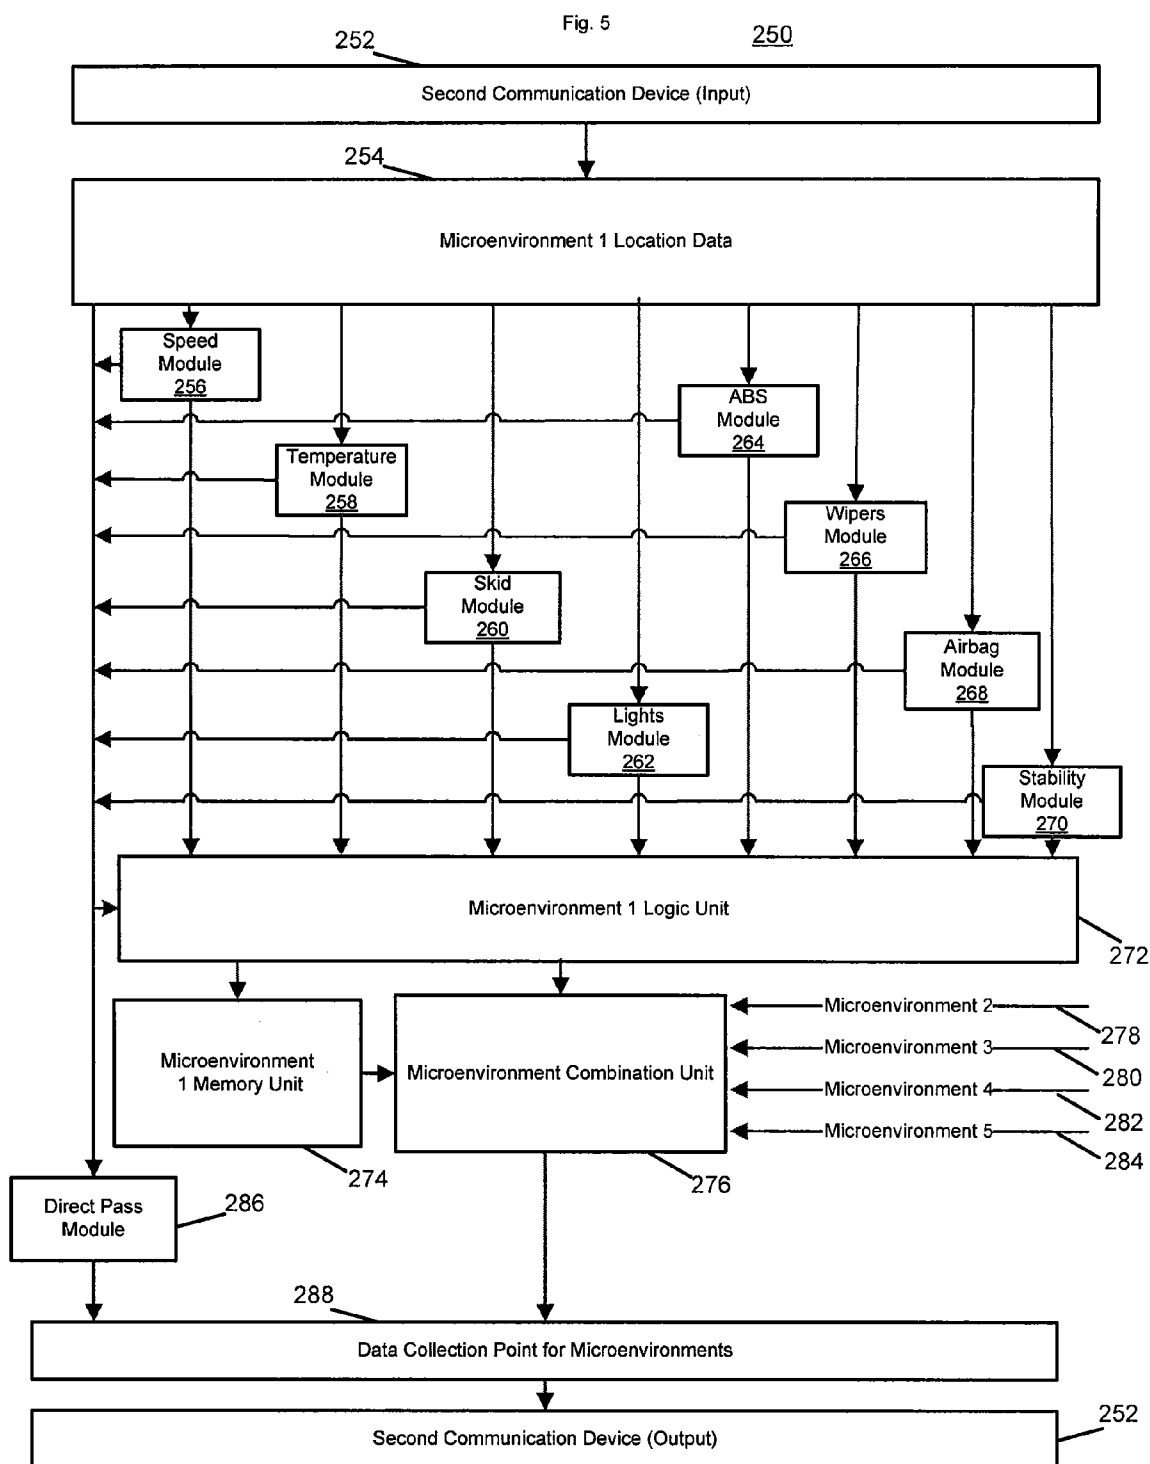 Fig. 5
250
252
Second Communication Device (Input)
254
Microenvironment 1 Location Data
Speed
Module
256
ABS
Module
264
Temperature
Module
258
Wipers
Module
266
Skid
Module
260
Airbag
Module
268
Lights
Module
262
Stability
Module
270
Microenvironment 1 Logic Unit
272
Microenvironment
1 Memory Unit
274
Microenvironment Combination Unit
276
Microenvironment 2
278
Microenvironment 3
280
Microenvironment 4
282
Microenvironment 5
284
Direct Pass
Module
286
288
Data Collection Point for Microenvironments
Second Communication Device (Output)
252